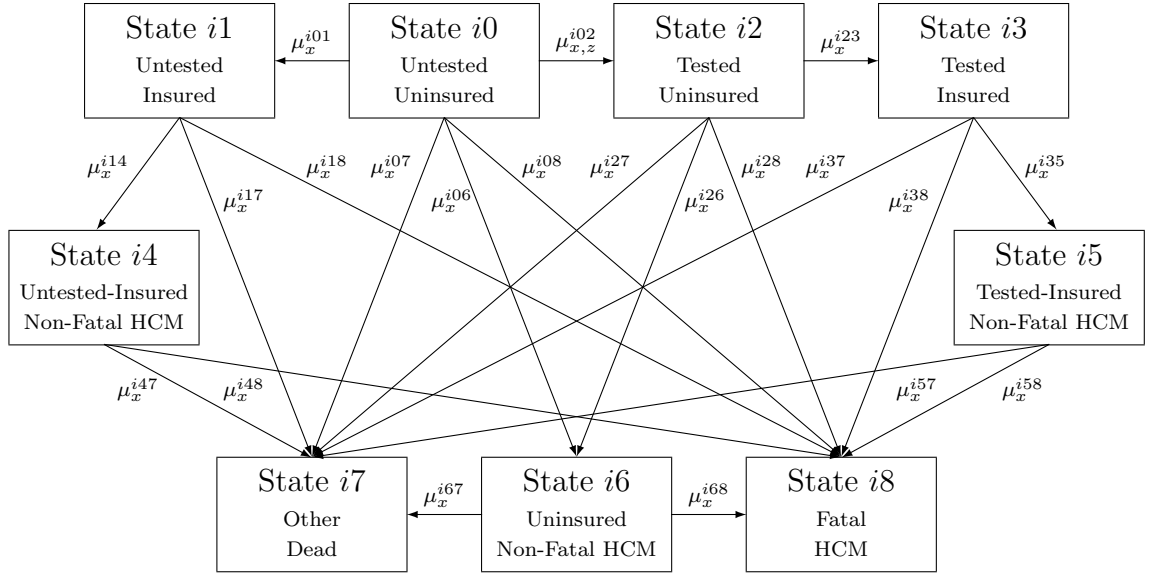 State i1
Untested
Insured
μ_x^{i01}
State i0
Untested
Uninsured
μ_{x,z}^{i02}
State i2
Tested
Uninsured
μ_x^{i23}
State i3
Tested
Insured
μ_x^{i14}
μ_x^{i17}
μ_x^{i18}
μ_x^{i07}
μ_x^{i06}
μ_x^{i08}
μ_x^{i27}
μ_x^{i26}
μ_x^{i28}
μ_x^{i37}
μ_x^{i38}
μ_x^{i35}
State i4
Untested-Insured
Non-Fatal HCM
State i5
Tested-Insured
Non-Fatal HCM
μ_x^{i47}
μ_x^{i48}
μ_x^{i57}
μ_x^{i58}
State i7
Other
Dead
μ_x^{i67}
State i6
Uninsured
Non-Fatal HCM
μ_x^{i68}
State i8
Fatal
HCM